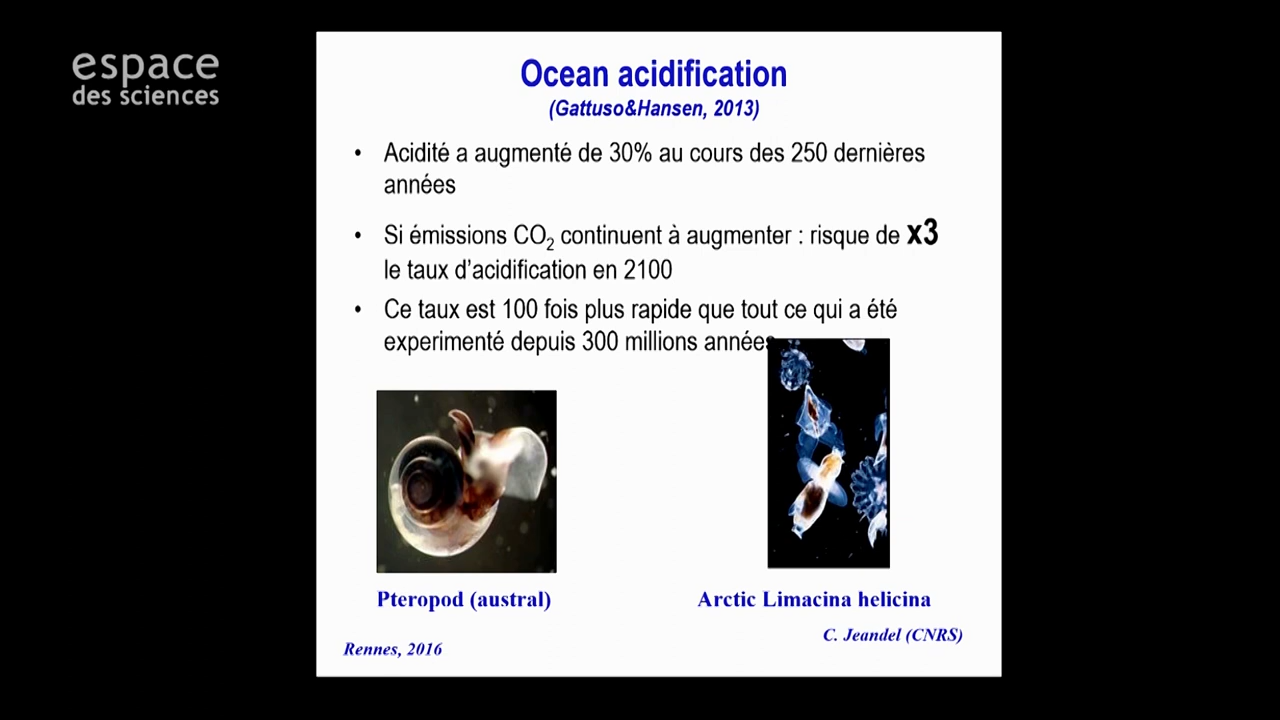 espace
des sciences
Ocean acidification
(Gattuso&Hansen, 2013)
• Acidité a augmenté de 30% au cours des 250 dernières
années
• Si émissions CO₂ continuent à augmenter : risque de x3
le taux d'acidification en 2100
• Ce taux est 100 fois plus rapide que tout ce qui a été
experimenté depuis 300 millions années
Pteropod (austral)
Arctic Limacina helicina
C. Jeandel (CNRS)
Rennes, 2016